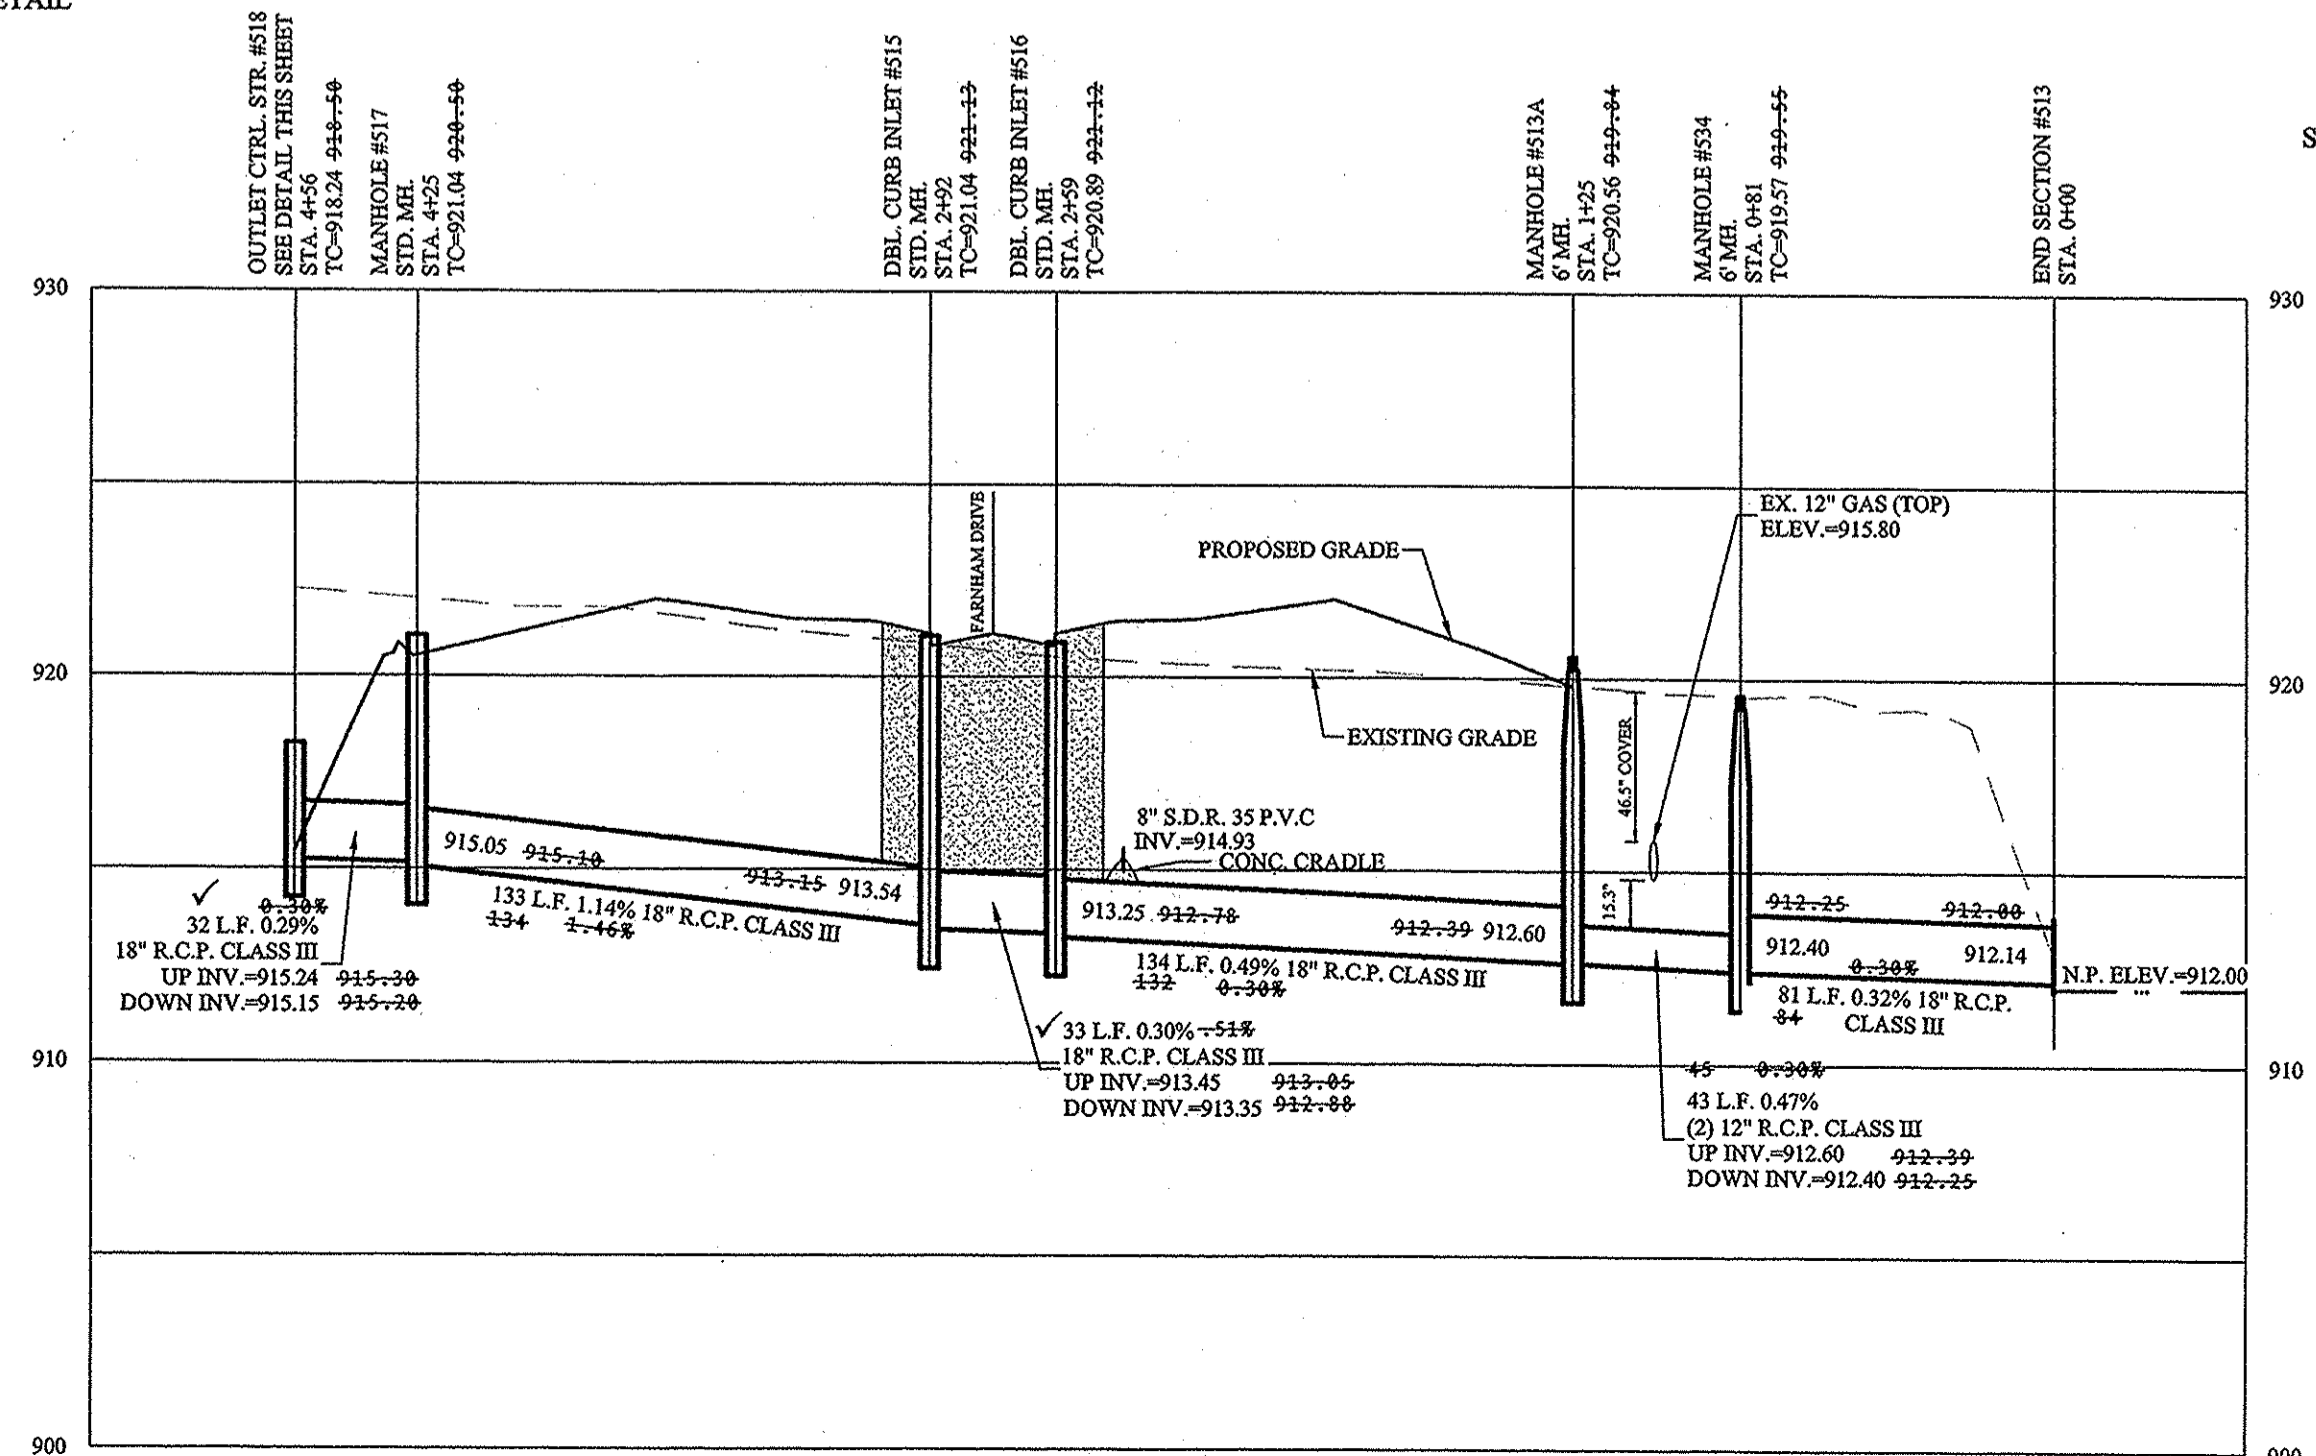 ETAIL
OUTLET CTRL. STR. #518
SEE DETAIL THIS SHEET
STA. 4+56
TC=918.24 918.50
MANHOLE #517
STD. MH.
STA. 4+25
TC=921.04 920.50
DBL. CURB INLET #515
STD. MH.
STA. 2+92
TC=921.04 921.13
DBL. CURB INLET #516
STD. MH.
STA. 2+59
TC=920.89 921.12
MANHOLE #513A
6' MH.
STA. 1+25
TC=920.56 919.84
MANHOLE #534
6' MH.
STA. 0+81
TC=919.57 919.55
END SECTION #513
STA. 0+00
S
930
930
FARNHAM DRIVE
EX. 12" GAS (TOP)
ELEV.=915.80
PROPOSED GRADE
920
920
EXISTING GRADE
46.5" COVER
8" S.D.R. 35 P.V.C
INV.=914.93
CONC. CRADLE
15.3"
915.05 915.10
913.15 913.54
133 L.F. 1.14% 18" R.C.P. CLASS III
134 1.46%
0.30%
32 L.F. 0.29%
18" R.C.P. CLASS III
UP INV.=915.24 915.30
DOWN INV.=915.15 915.20
913.25 912.78
912.39 912.60
134 L.F. 0.49% 18" R.C.P. CLASS III
132 0.30%
912.25 912.00
912.40 912.14
0.30%
81 L.F. 0.32% 18" R.C.P.
84 CLASS III
N.P. ELEV.=912.00
33 L.F. 0.30% .51%
18" R.C.P. CLASS III
UP INV.=913.45 913.05
DOWN INV.=913.35 912.88
910
910
45 0.30%
43 L.F. 0.47%
(2) 12" R.C.P. CLASS III
UP INV.=912.60 912.39
DOWN INV.=912.40 912.25
900
900